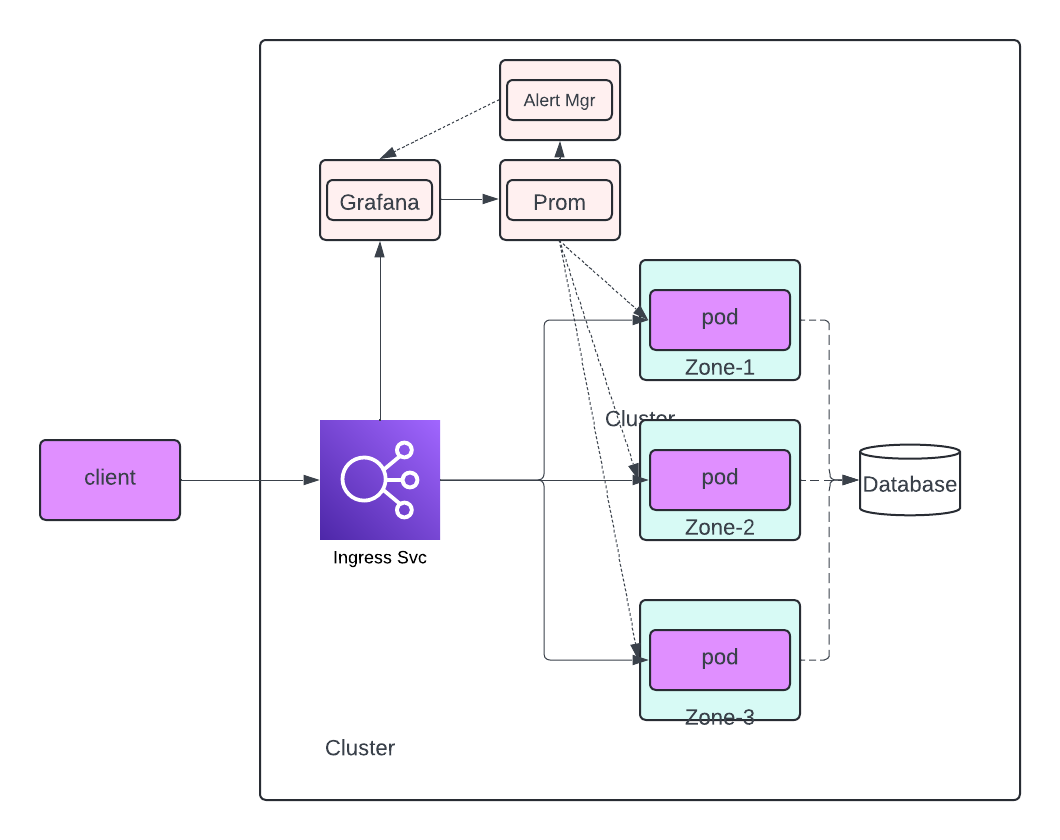 Alert Mgr
Grafana
Prom
pod
Zone-1
Cluster
client
pod
Database
Zone-2
Ingress Svc
pod
Zone-3
Cluster